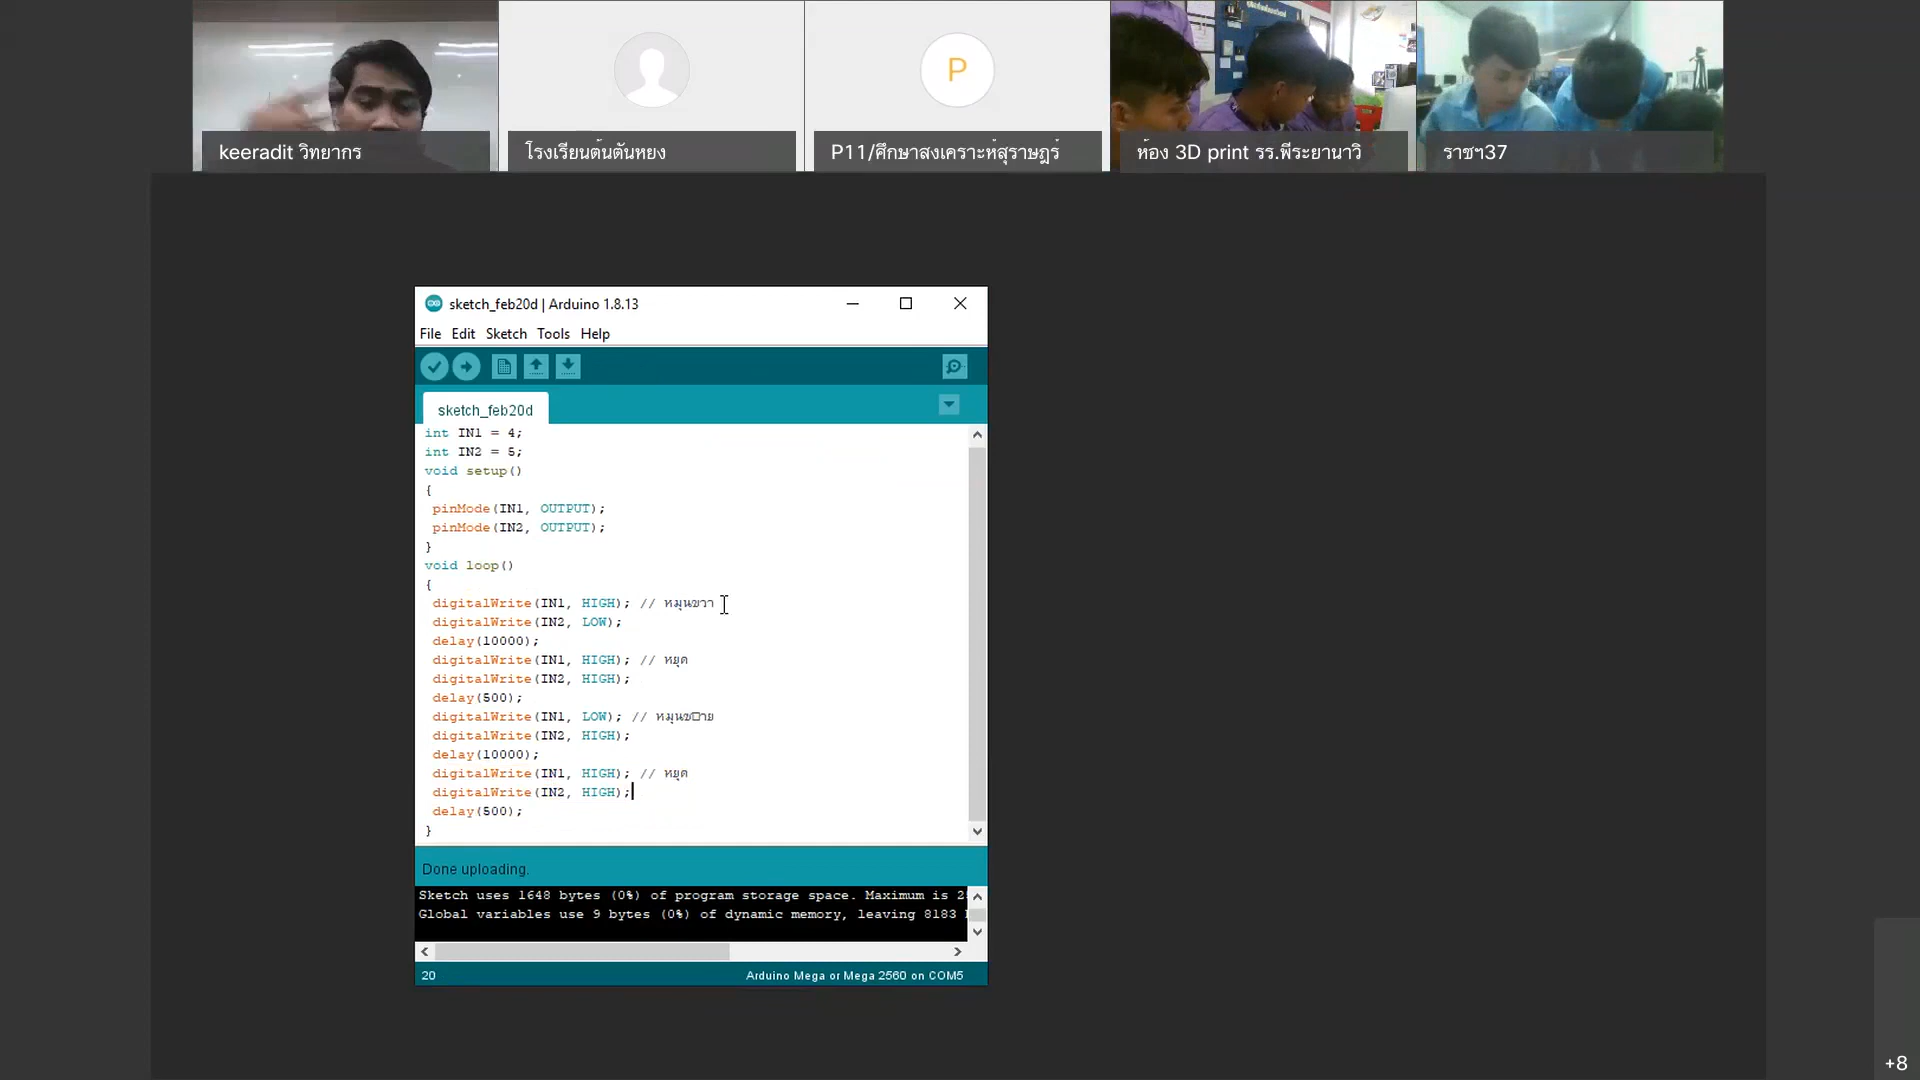 keeradit วิทยากร
โรงเรียนต้นตันหยง
P
P11/ศึกษาสงเคราะห์สุราษฎร์
ห้อง 3D print รร.พีระยานาวิ
ราชฯ37
sketch_feb20d | Arduino 1.8.13
File Edit Sketch Tools Help
sketch_feb20d
int IN1 = 4;
int IN2 = 5;
void setup()
{
pinMode(IN1, OUTPUT);
pinMode(IN2, OUTPUT);
}
void loop()
{
digitalWrite(IN1, HIGH); // หมุนขวา
digitalWrite(IN2, LOW);
delay(10000);
digitalWrite(IN1, HIGH); // หยุด
digitalWrite(IN2, HIGH);
delay(500);
digitalWrite(IN1, LOW); // หมุนซ□าย
digitalWrite(IN2, HIGH);
delay(10000);
digitalWrite(IN1, HIGH); // หยุด
digitalWrite(IN2, HIGH);
delay(500);
}
Done uploading.
Sketch uses 1648 bytes (0%) of program storage space. Maximum is 2
Global variables use 9 bytes (0%) of dynamic memory, leaving 8183
20
Arduino Mega or Mega 2560 on COM5
+8